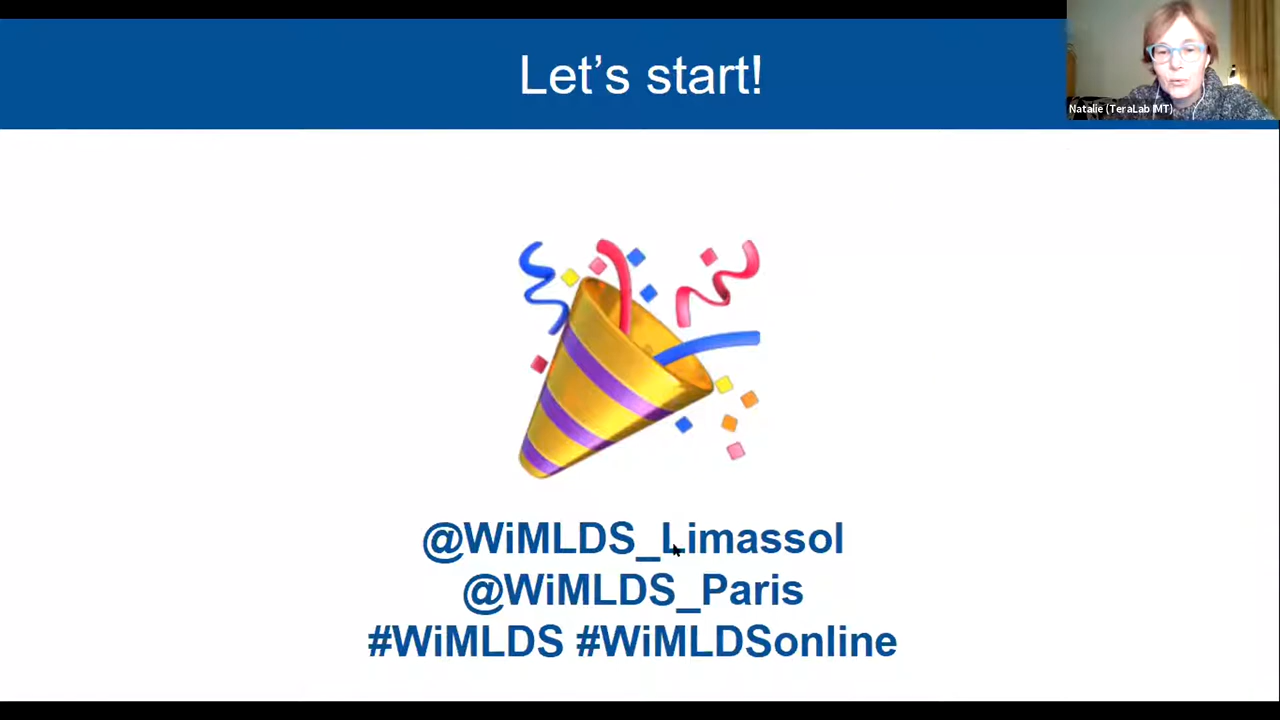 Let's start!
Natalie (TeraLab IMT)
@WiMLDS_Limassol
@WiMLDS_Paris
#WiMLDS #WiMLDSonline